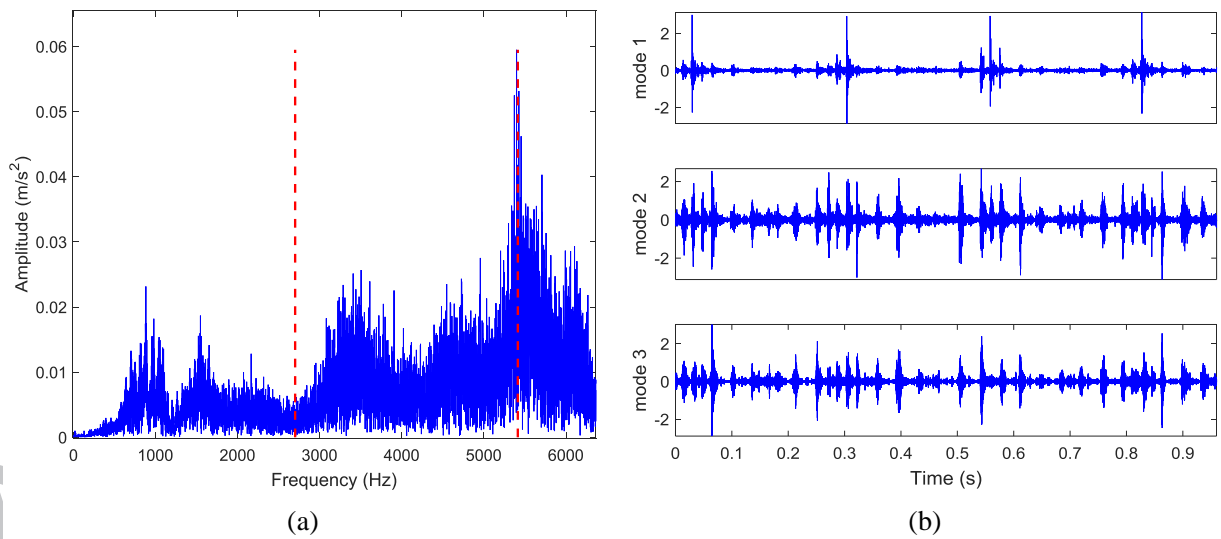 0.06
0.05
0.04
0.03
0.02
0.01
0
Amplitude (m/s²)
0 1000 2000 3000 4000 5000 6000
Frequency (Hz)
(a)
mode 1
2
0
-2
mode 2
2
0
-2
mode 3
2
0
-2
0 0.1 0.2 0.3 0.4 0.5 0.6 0.7 0.8 0.9
Time (s)
(b)